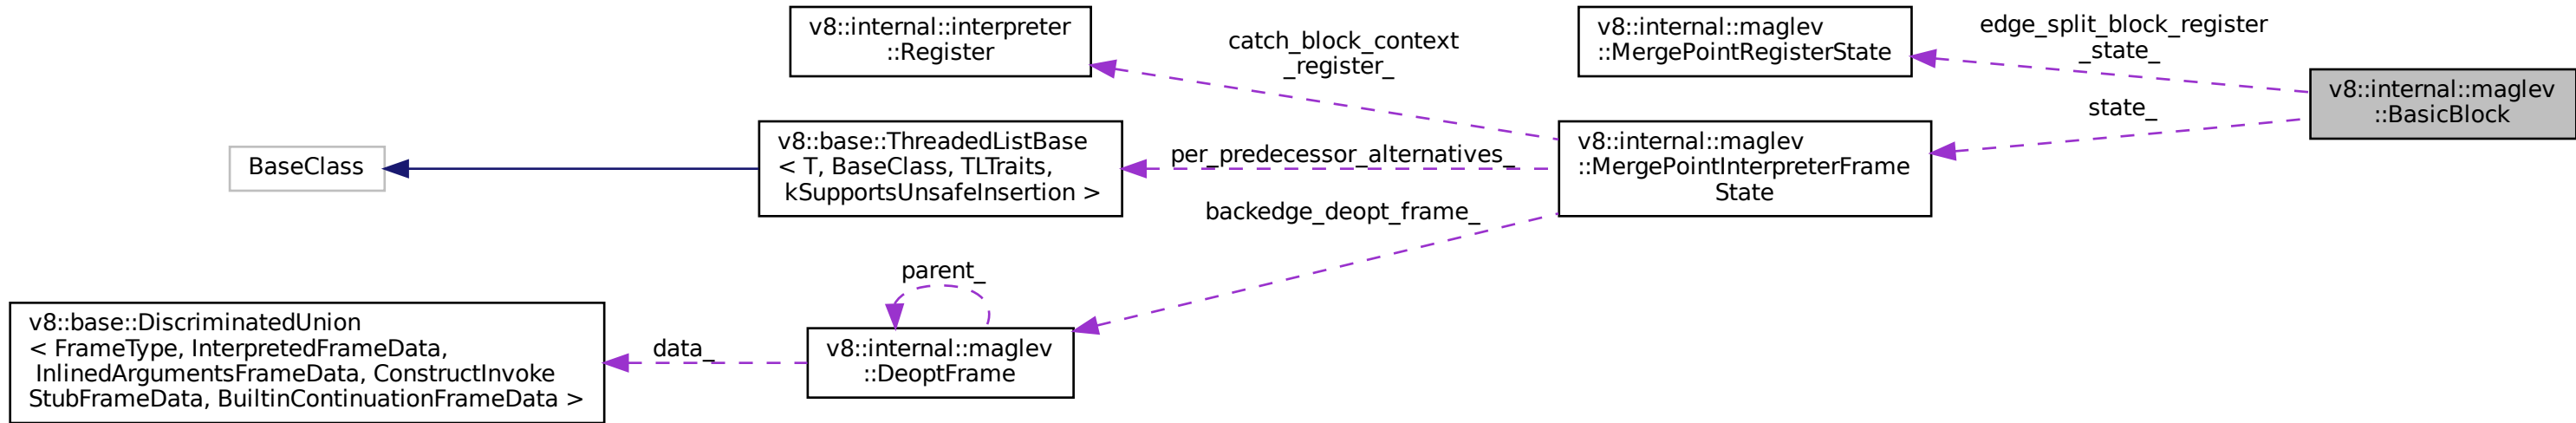 v8::internal::interpreter
::Register
catch_block_context
_register_
v8::internal::maglev
::MergePointRegisterState
edge_split_block_register
_state_
v8::internal::maglev
::BasicBlock
state_
BaseClass
v8::base::ThreadedListBase
< T, BaseClass, TLTraits,
kSupportsUnsafeInsertion >
per_predecessor_alternatives_
v8::internal::maglev
::MergePointInterpreterFrame
State
backedge_deopt_frame_
parent_
v8::base::DiscriminatedUnion
< FrameType, InterpretedFrameData,
InlinedArgumentsFrameData, ConstructInvoke
StubFrameData, BuiltinContinuationFrameData >
data_
v8::internal::maglev
::DeoptFrame